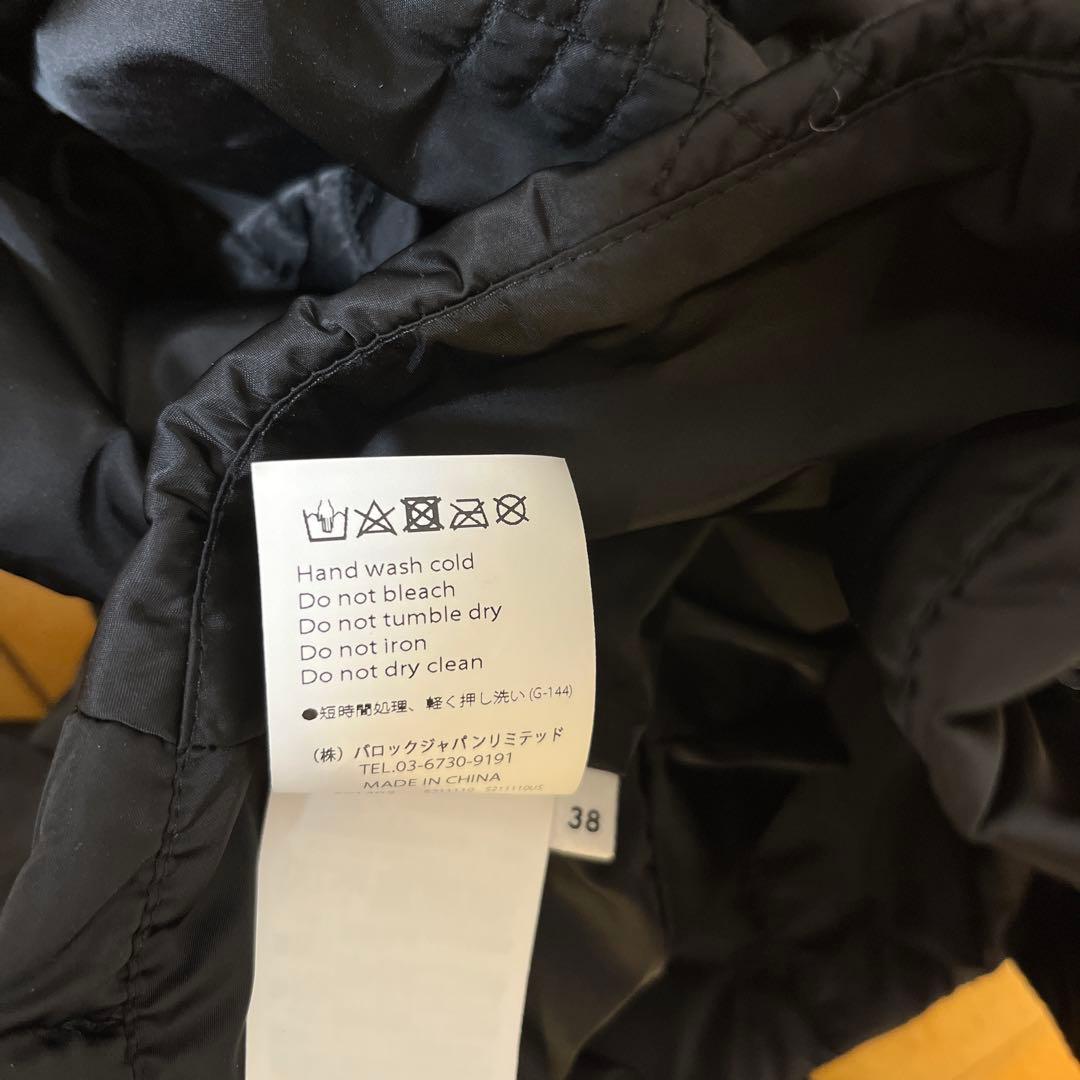 Hand wash cold
Do not bleach
Do not tumble dry
Do not iron
Do not dry clean
●短時間処理、軽く押し洗い(G-144)
（株）バロックジャパンリミテッド
TEL.03-6730-9191
MADE IN CHINA
38